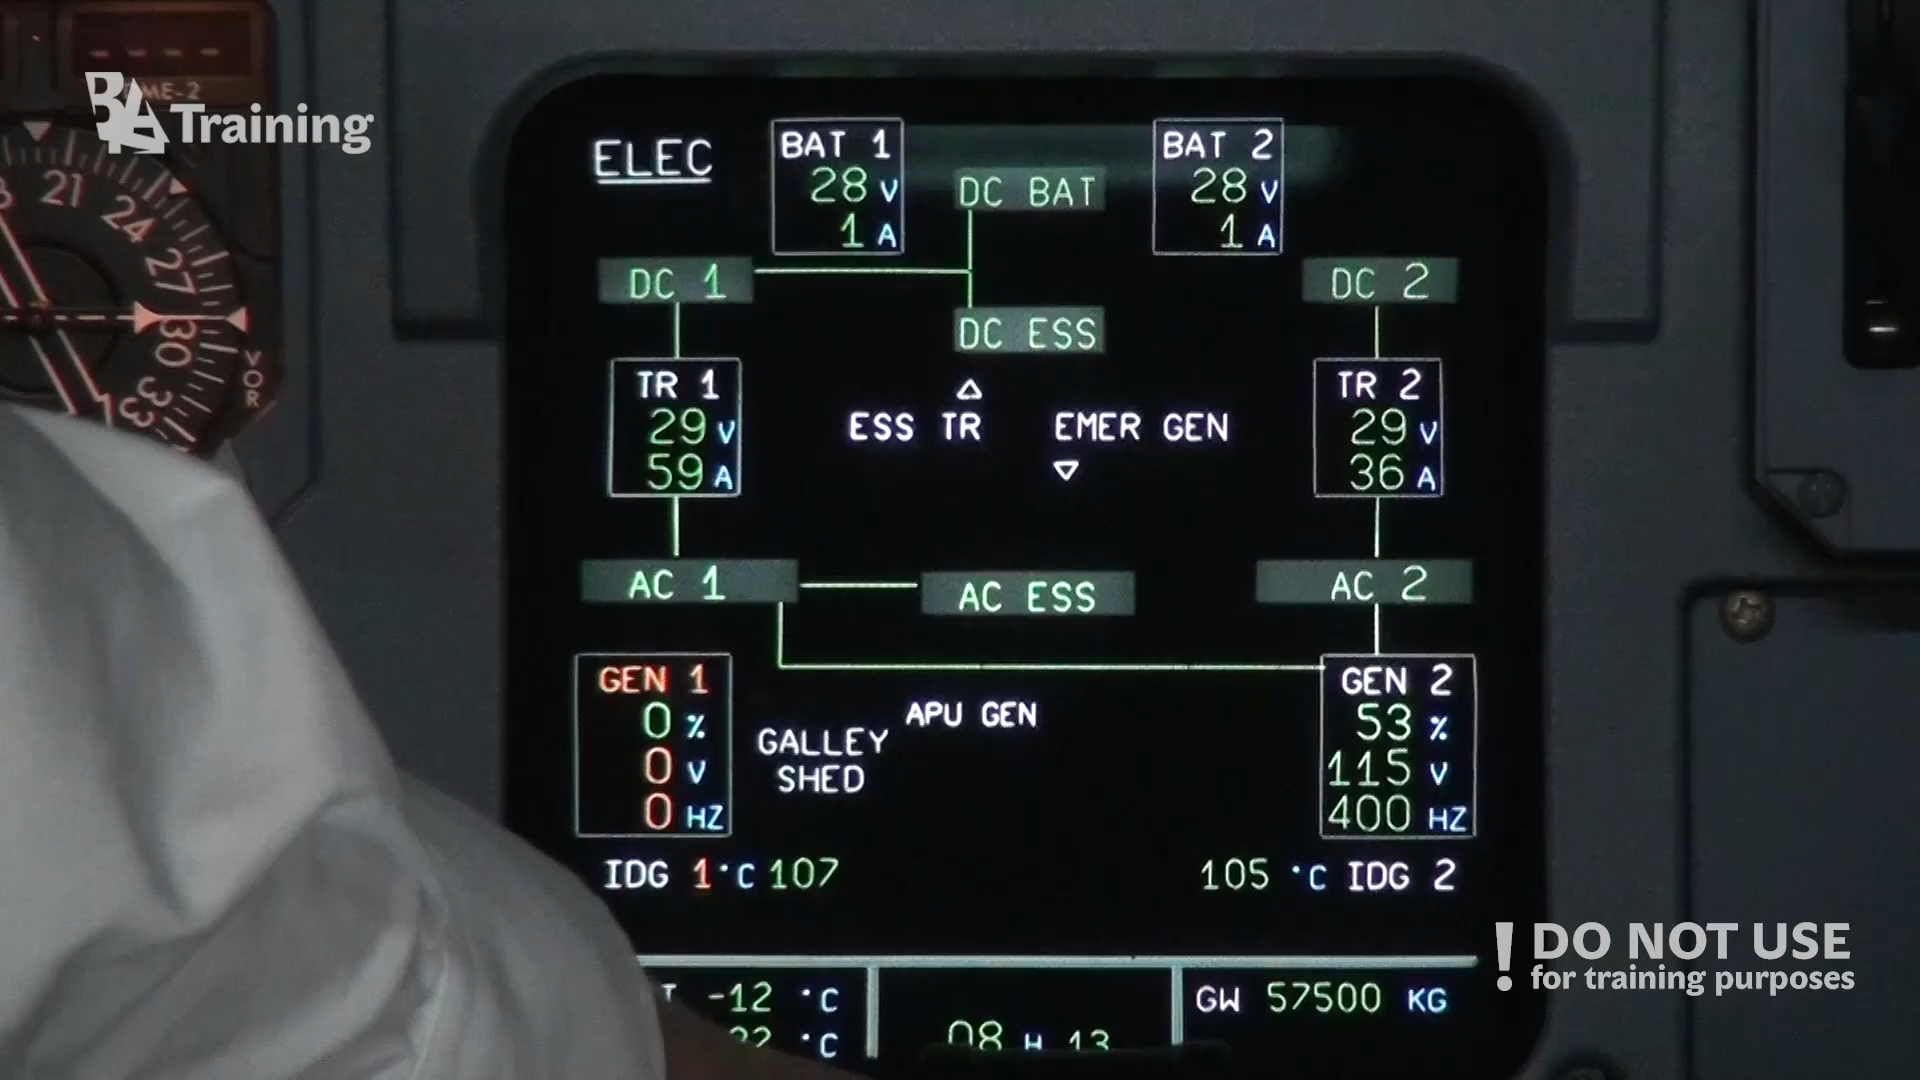 BAA Training
ME-2
21
24
27
30
33
VOR
ELEC
BAT 1
28 V
1 A
DC BAT
BAT 2
28 V
1 A
DC 1
DC 2
DC ESS
TR 1
29 V
59 A
ESS TR
EMER GEN
TR 2
29 V
36 A
AC 1
AC ESS
AC 2
GEN 1
0 %
0 V
0 HZ
GALLEY
SHED
APU GEN
GEN 2
53 %
115 V
400 HZ
IDG 1 °C 107
105 °C IDG 2
T -12 °C
°C
08 H 13
GW 57500 KG
! DO NOT USE
for training purposes